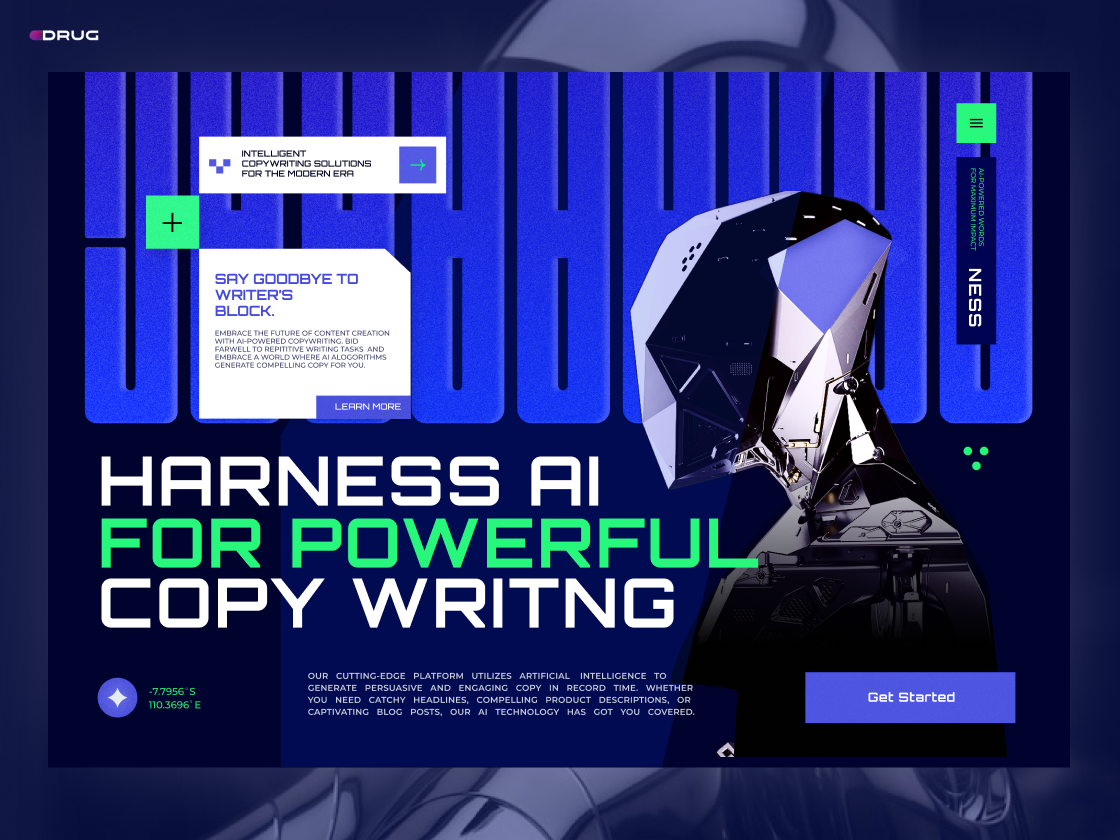 DRUG
INTELLIGENT
COPYWRITING SOLUTIONS
FOR THE MODERN ERA
AI-POWERED WORDS
FOR MAXIMUM IMPACT
NESS
SAY GOODBYE TO
WRITER'S
BLOCK.
EMBRACE THE FUTURE OF CONTENT CREATION
WITH AI-POWERED COPYWRITING. BID
FARWELL TO REPITITIVE WRITING TASKS AND
EMBRACE A WORLD WHERE AI ALOGORITHMS
GENERATE COMPELLING COPY FOR YOU.
LEARN MORE
HARNESS AI
FOR POWERFUL
COPY WRITNG
-7.7956°S
110.3696°E
OUR CUTTING-EDGE PLATFORM UTILIZES ARTIFICIAL INTELLIGENCE TO
GENERATE PERSUASIVE AND ENGAGING COPY IN RECORD TIME. WHETHER
YOU NEED CATCHY HEADLINES, COMPELLING PRODUCT DESCRIPTIONS, OR
CAPTIVATING BLOG POSTS, OUR AI TECHNOLOGY HAS GOT YOU COVERED.
Get Started